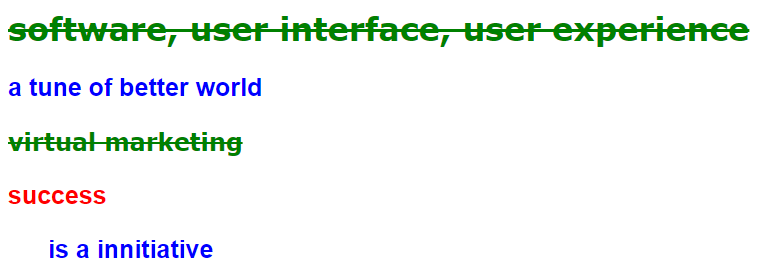 software, user interface, user experience
a tune of better world
virtual marketing
success
is a innitiative